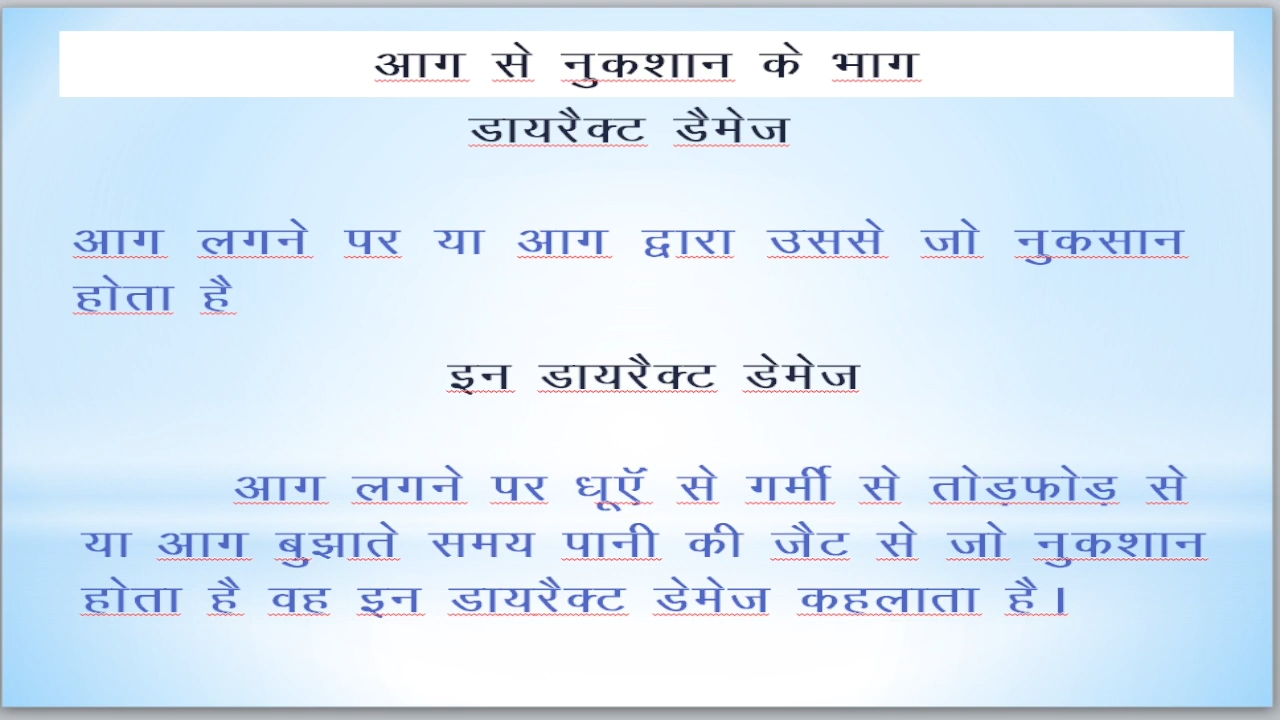 आग से नुकशान के भाग
डायरैक्ट डैमेज
आग लगने पर या आग द्वारा उससे जो नुकसान
होता है
इन डायरैक्ट डेमेज
आग लगने पर धूऍ से गर्मी से तोड़फोड़ से
या आग बुझाते समय पानी की जैट से जो नुकशान
होता है वह इन डायरैक्ट डेमेज कहलाता है।